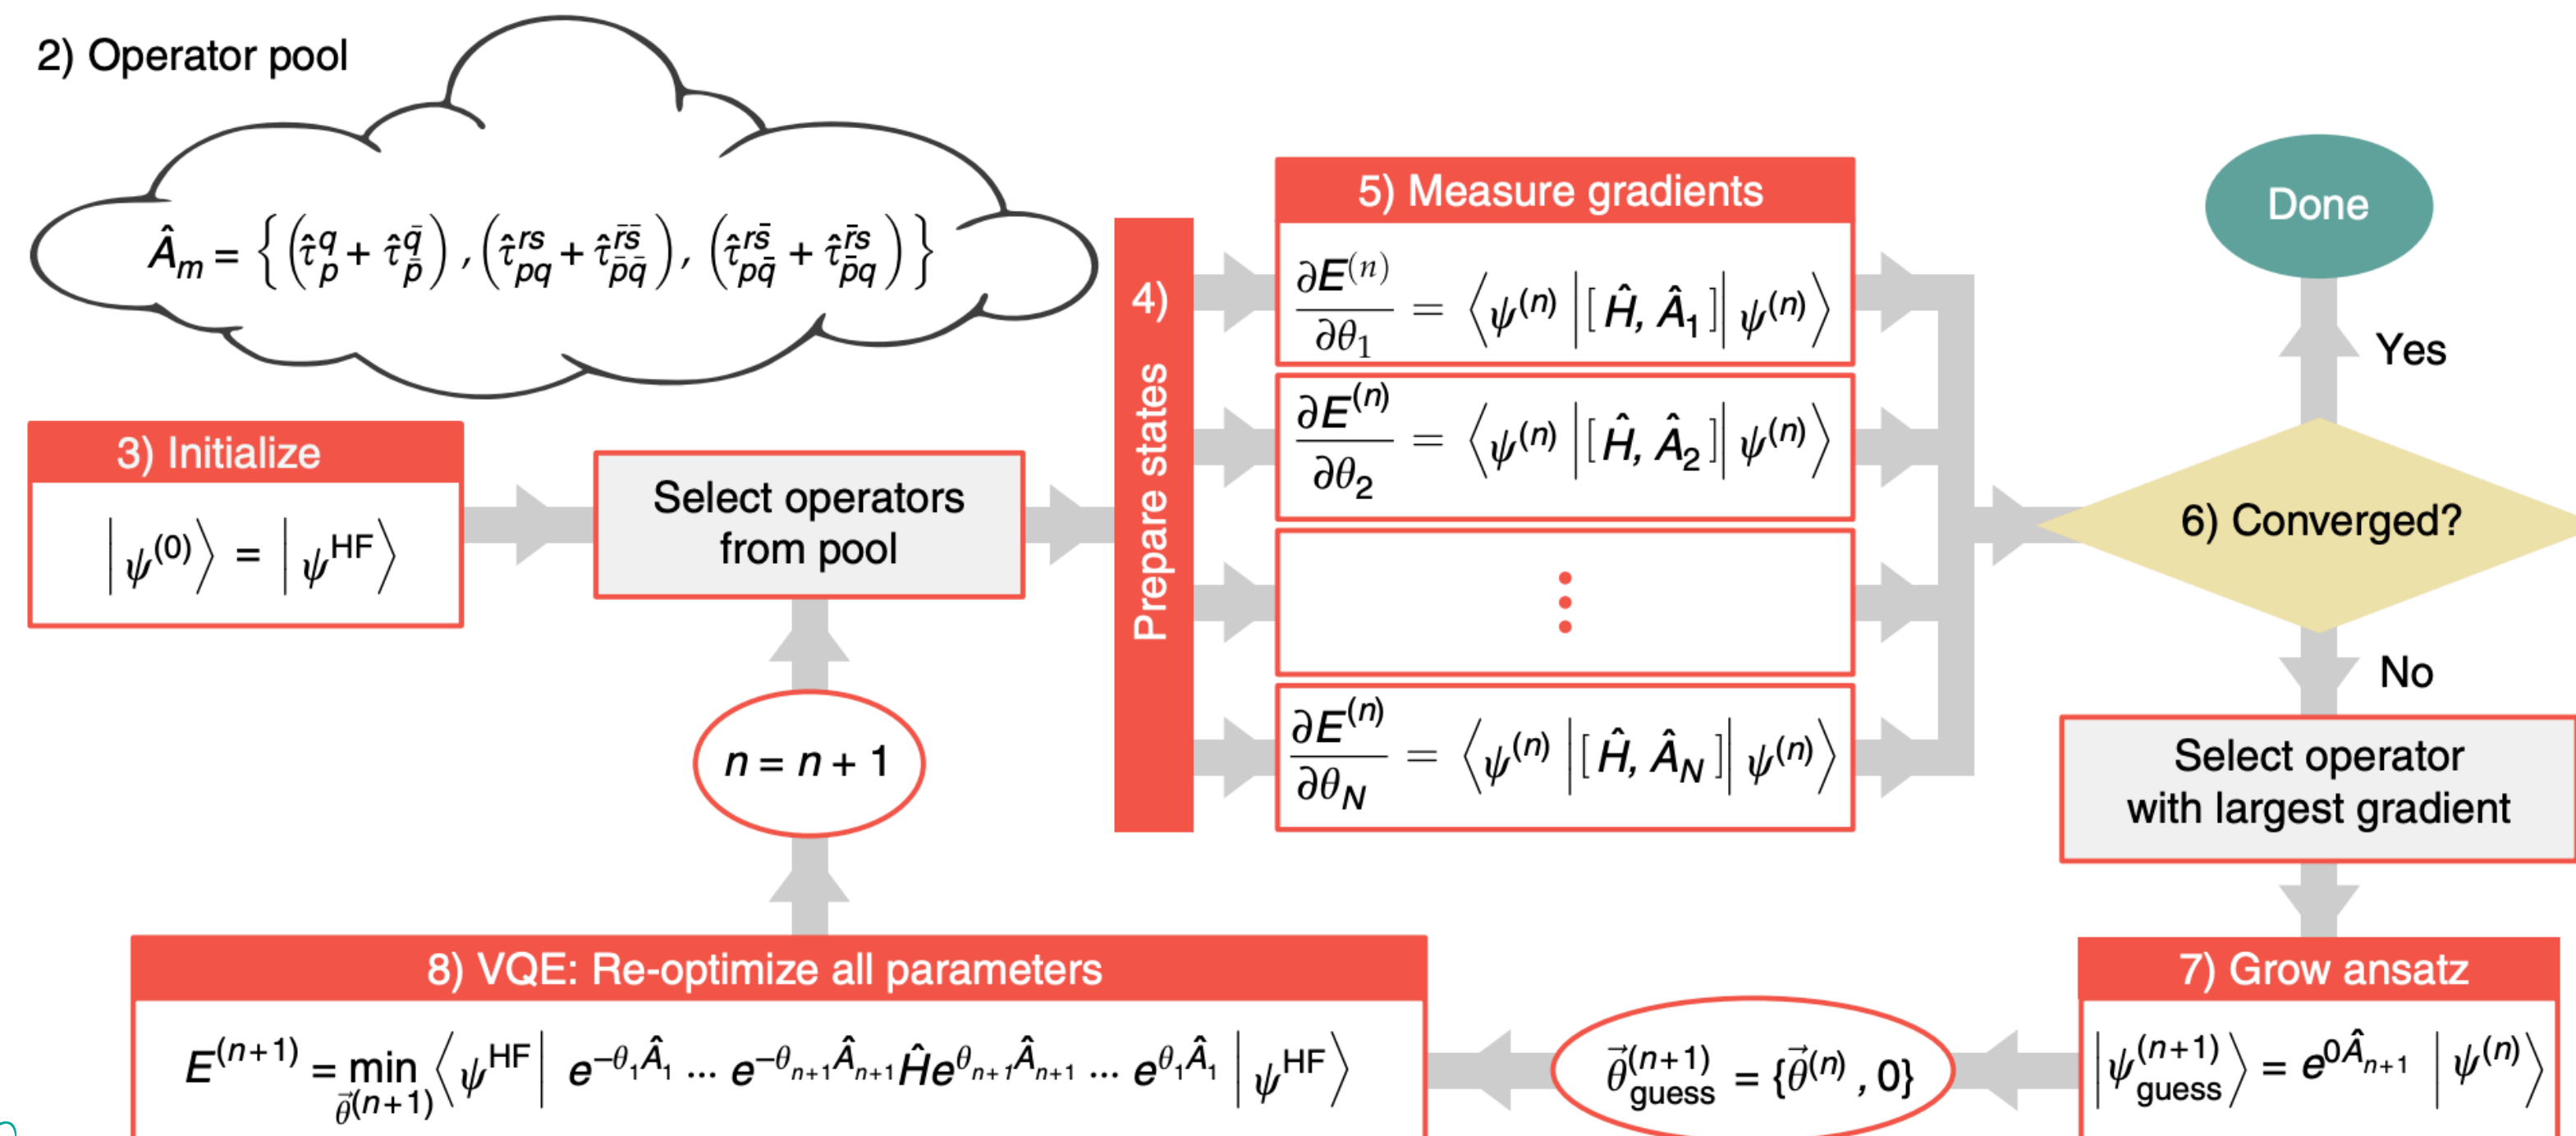 2) Operator pool
Â_m = { ( τ̂_p^q + τ̂_p̄^q̄ ) , ( τ̂_pq^rs + τ̂_p̄q̄^r̄s̄ ) , ( τ̂_pq̄^rs̄ + τ̂_p̄q^r̄s ) }
3) Initialize
|ψ^(0)⟩ = |ψ^HF⟩
Select operators
from pool
n = n + 1
4) Prepare states
5) Measure gradients
∂E^(n)/∂θ_1 = ⟨ψ^(n)|[Ĥ, Â_1]|ψ^(n)⟩
∂E^(n)/∂θ_2 = ⟨ψ^(n)|[Ĥ, Â_2]|ψ^(n)⟩
⋮
∂E^(n)/∂θ_N = ⟨ψ^(n)|[Ĥ, Â_N]|ψ^(n)⟩
6) Converged?
Yes
Done
No
Select operator
with largest gradient
7) Grow ansatz
|ψ_guess^(n+1)⟩ = e^{0Â_{n+1}} |ψ^(n)⟩
θ⃗_guess^(n+1) = {θ⃗^(n) , 0}
8) VQE: Re-optimize all parameters
E^(n+1) = min_{θ⃗^(n+1)} ⟨ψ^HF| e^{−θ_1Â_1} ... e^{−θ_{n+1}Â_{n+1}} Ĥ e^{θ_{n+1}Â_{n+1}} ... e^{θ_1Â_1} |ψ^HF⟩